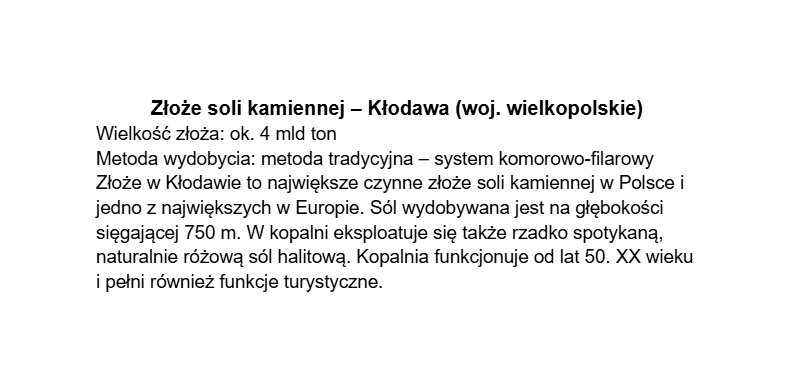 Złoże soli kamiennej – Kłodawa (woj. wielkopolskie)
Wielkość złoża: ok. 4 mld ton
Metoda wydobycia: metoda tradycyjna – system komorowo-filarowy
Złoże w Kłodawie to największe czynne złoże soli kamiennej w Polsce i
jedno z największych w Europie. Sól wydobywana jest na głębokości
sięgającej 750 m. W kopalni eksploatuje się także rzadko spotykaną,
naturalnie różową sól halitową. Kopalnia funkcjonuje od lat 50. XX wieku
i pełni również funkcje turystyczne.